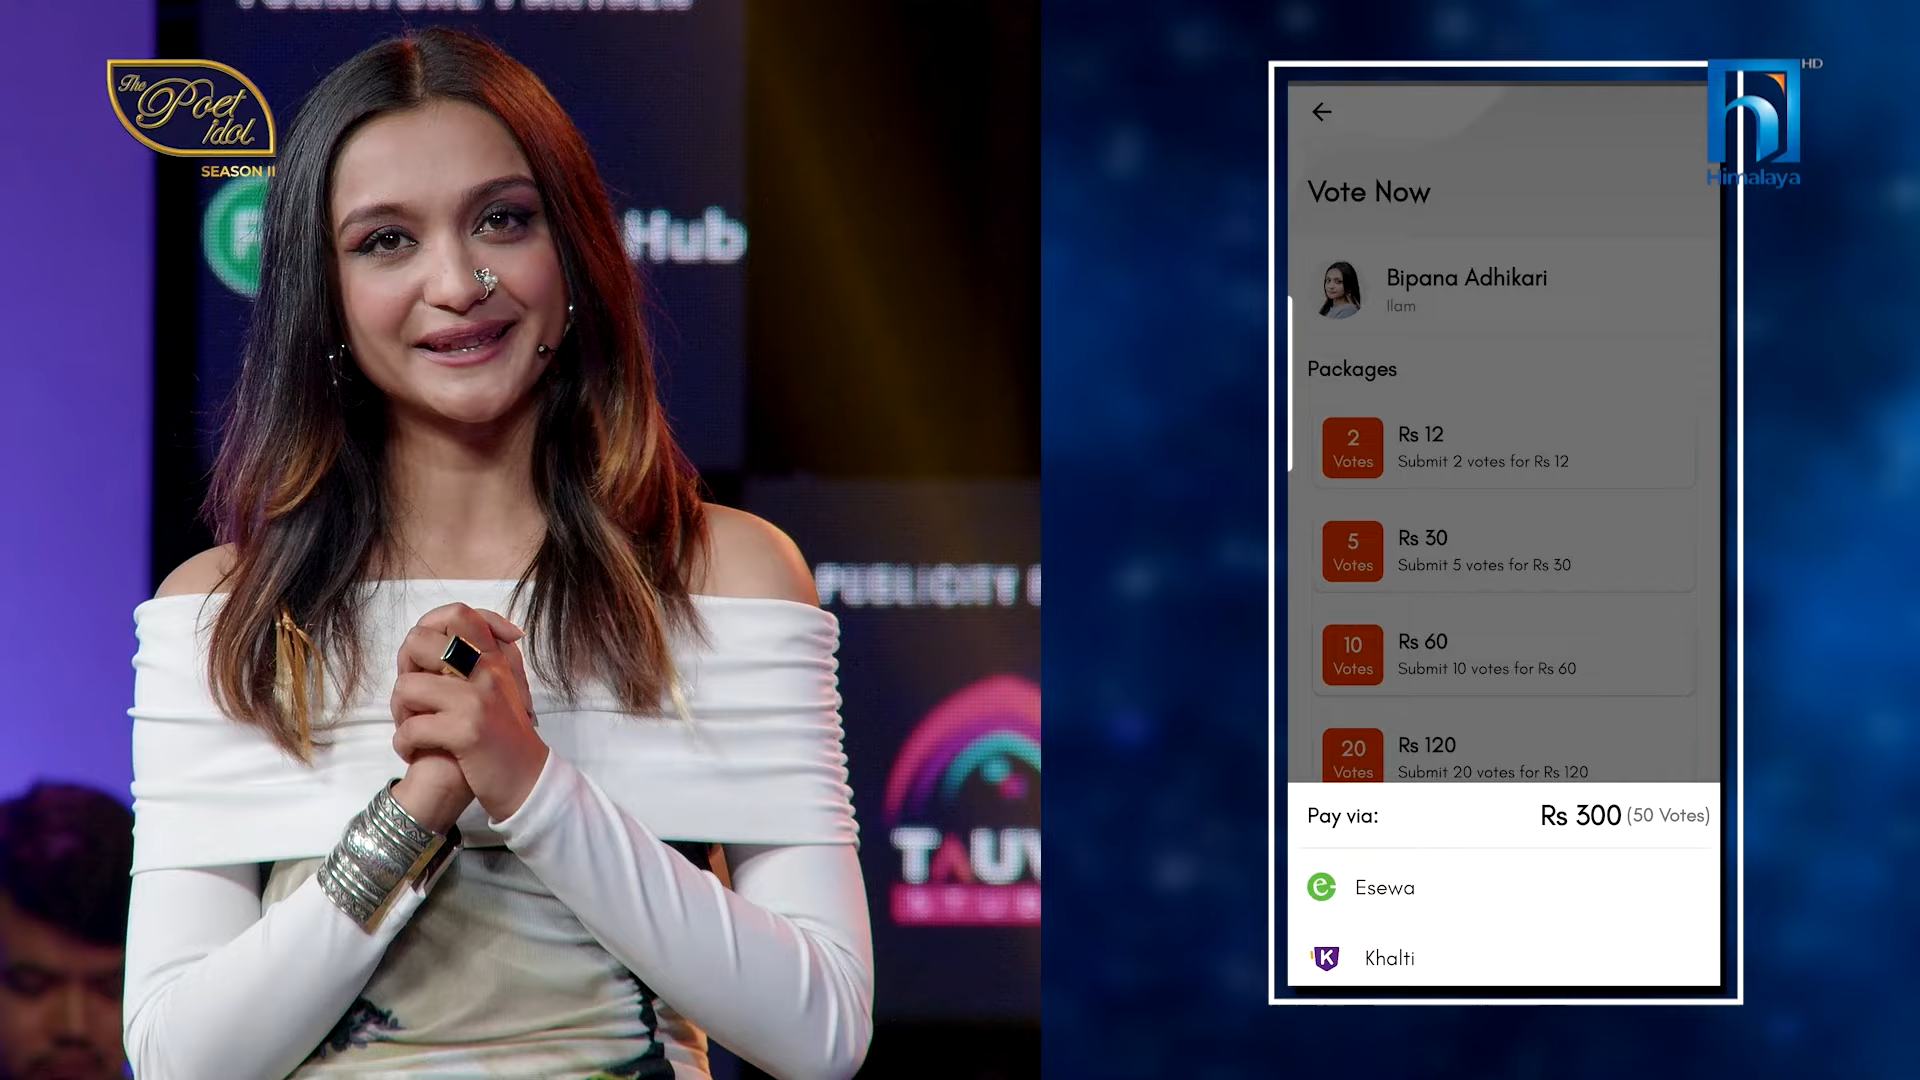 The
Poet
idol
SEASON II
Hub
HD
Himalaya
Vote Now
Bipana Adhikari
Ilam
Packages
2
Votes
Rs 12
Submit 2 votes for Rs 12
5
Votes
Rs 30
Submit 5 votes for Rs 30
10
Votes
Rs 60
Submit 10 votes for Rs 60
20
Votes
Rs 120
Submit 20 votes for Rs 120
Pay via:
Rs 300 (50 Votes)
e
Esewa
K
Khalti
PUBLICITY